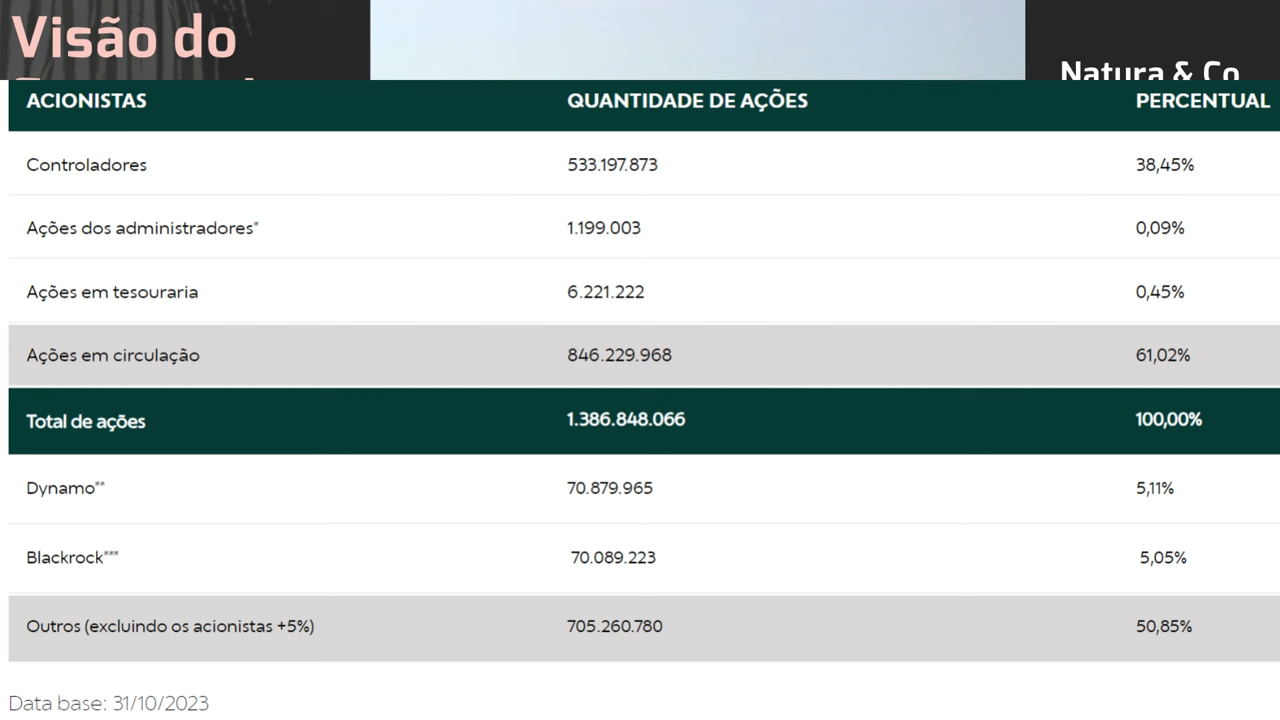 Visão do
Natura & Co
ACIONISTAS QUANTIDADE DE AÇÕES PERCENTUAL
Controladores 533.197.873 38,45%
Ações dos administradores* 1.199.003 0,09%
Ações em tesouraria 6.221.222 0,45%
Ações em circulação 846.229.968 61,02%
Total de ações 1.386.848.066 100,00%
Dynamo** 70.879.965 5,11%
Blackrock*** 70.089.223 5,05%
Outros (excluindo os acionistas +5%) 705.260.780 50,85%
Data base: 31/10/2023